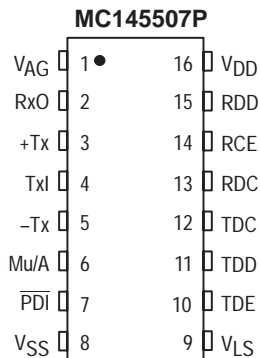 MC145507P
VAG 1 16 VDD
RxO 2 15 RDD
+Tx 3 14 RCE
TxI 4 13 RDC
–Tx 5 12 TDC
Mu/A 6 11 TDD
PDI 7 10 TDE
VSS 8 9 VLS